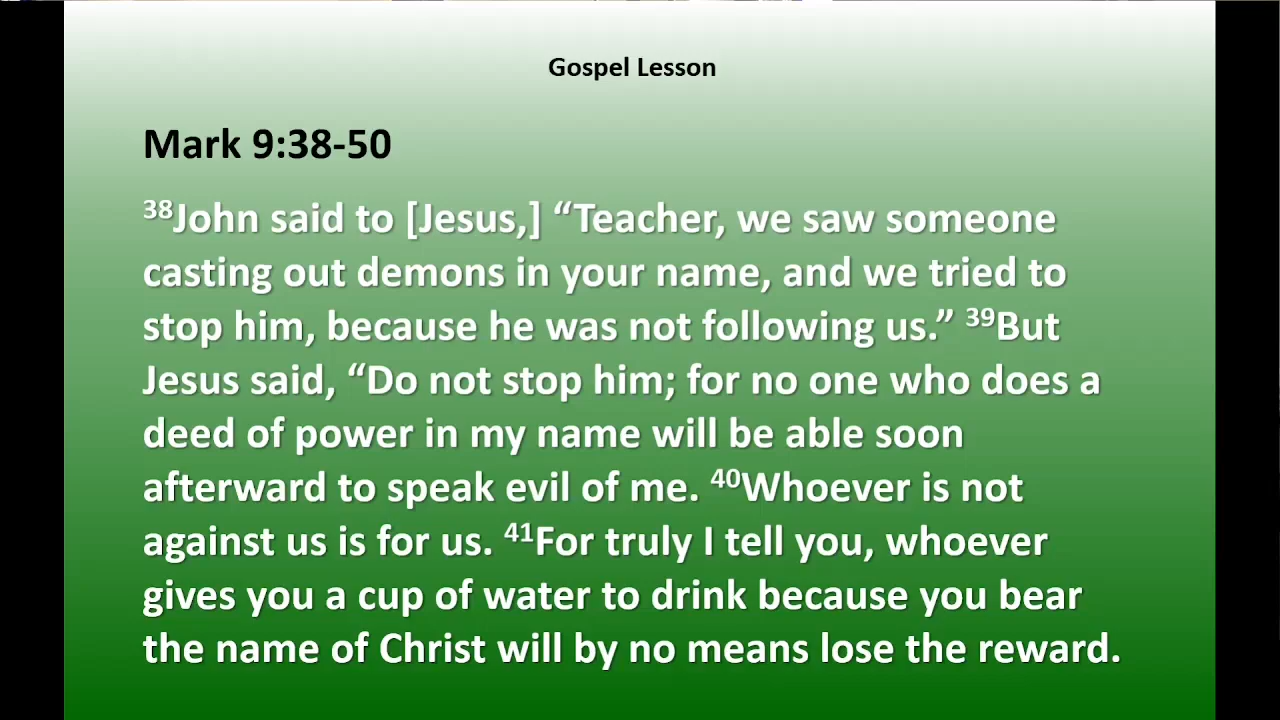 Gospel Lesson
Mark 9:38-50
³⁸John said to [Jesus,] “Teacher, we saw someone
casting out demons in your name, and we tried to
stop him, because he was not following us.” ³⁹But
Jesus said, “Do not stop him; for no one who does a
deed of power in my name will be able soon
afterward to speak evil of me. ⁴⁰Whoever is not
against us is for us. ⁴¹For truly I tell you, whoever
gives you a cup of water to drink because you bear
the name of Christ will by no means lose the reward.